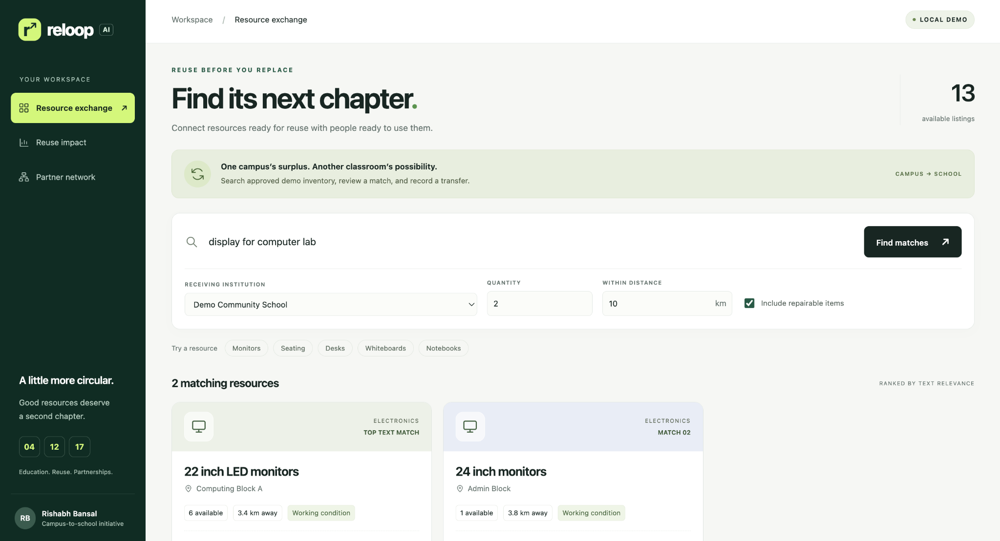 reloop AI
YOUR WORKSPACE
Resource exchange
Reuse impact
Partner network
A little more circular.
Good resources deserve
a second chapter.
04 12 17
Education. Reuse. Partnerships.
RB
Rishabh Bansal
Campus-to-school initiative
Workspace / Resource exchange
LOCAL DEMO
REUSE BEFORE YOU REPLACE
Find its next chapter.
Connect resources ready for reuse with people ready to use them.
13
available listings
One campus’s surplus. Another classroom’s possibility.
Search approved demo inventory, review a match, and record a transfer.
CAMPUS → SCHOOL
display for computer lab
Find matches
RECEIVING INSTITUTION
Demo Community School
QUANTITY
2
WITHIN DISTANCE
10 km
Include repairable items
Try a resource Monitors Seating Desks Whiteboards Notebooks
2 matching resources
RANKED BY TEXT RELEVANCE
ELECTRONICS
TOP TEXT MATCH
22 inch LED monitors
Computing Block A
6 available 3.4 km away Working condition
ELECTRONICS
MATCH 02
24 inch monitors
Admin Block
1 available 3.8 km away Working condition